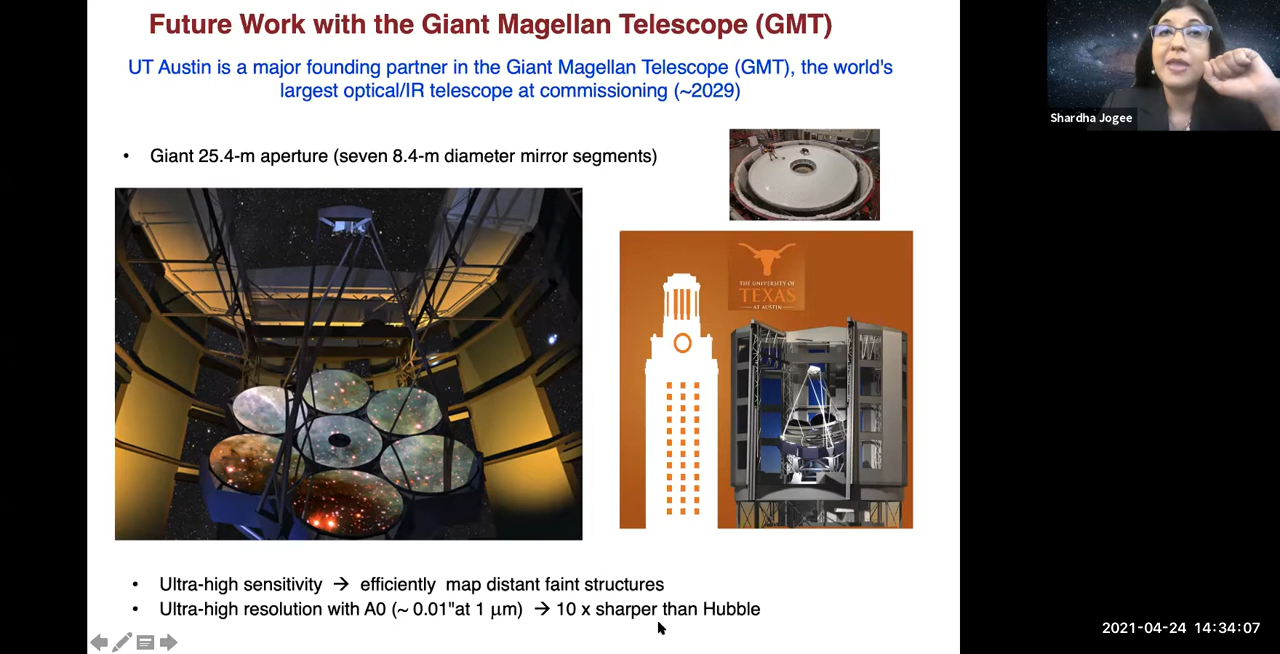 Future Work with the Giant Magellan Telescope (GMT)
UT Austin is a major founding partner in the Giant Magellan Telescope (GMT), the world's
largest optical/IR telescope at commissioning (~2029)
• Giant 25.4-m aperture (seven 8.4-m diameter mirror segments)
THE UNIVERSITY OF
TEXAS
AT AUSTIN
• Ultra-high sensitivity → efficiently map distant faint structures
• Ultra-high resolution with A0 (~ 0.01"at 1 μm) → 10 x sharper than Hubble
Shardha Jogee
2021-04-24 14:34:07